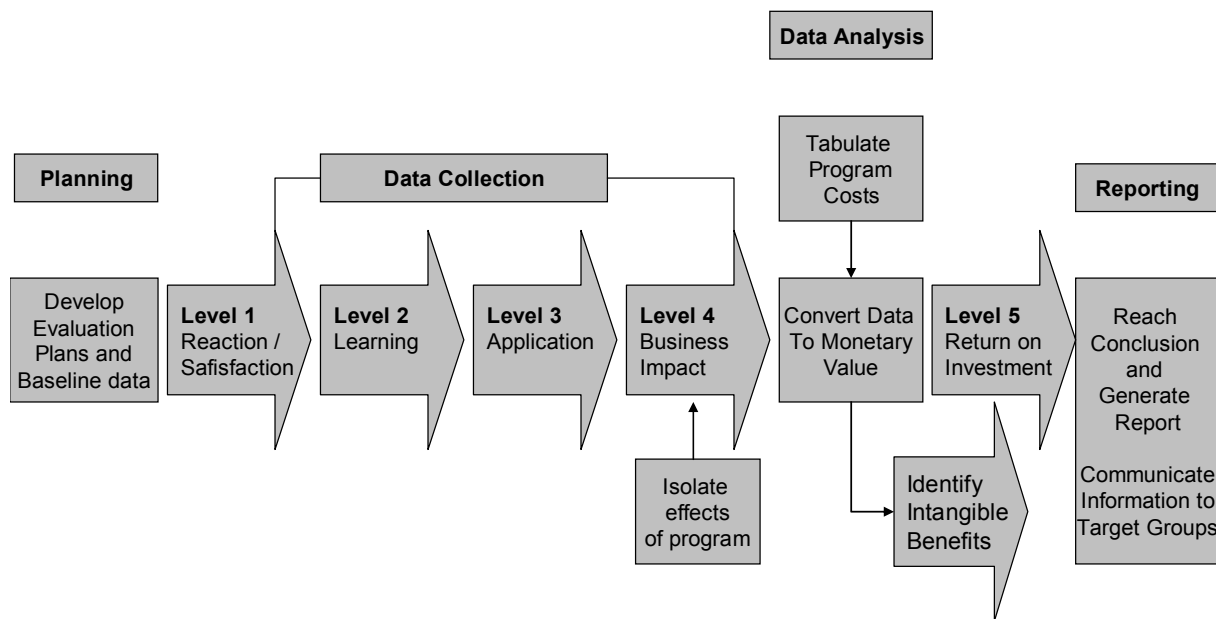 Data Analysis
Planning
Data Collection
Tabulate
Program
Costs
Reporting
Develop
Evaluation
Plans and
Baseline data
Level 1
Reaction /
Safisfaction
Level 2
Learning
Level 3
Application
Level 4
Business
Impact
Isolate
effects
of program
Convert Data
To Monetary
Value
Level 5
Return on
Investment
Identify
Intangible
Benefits
Reach
Conclusion
and
Generate
Report
Communicate
Information to
Target Groups